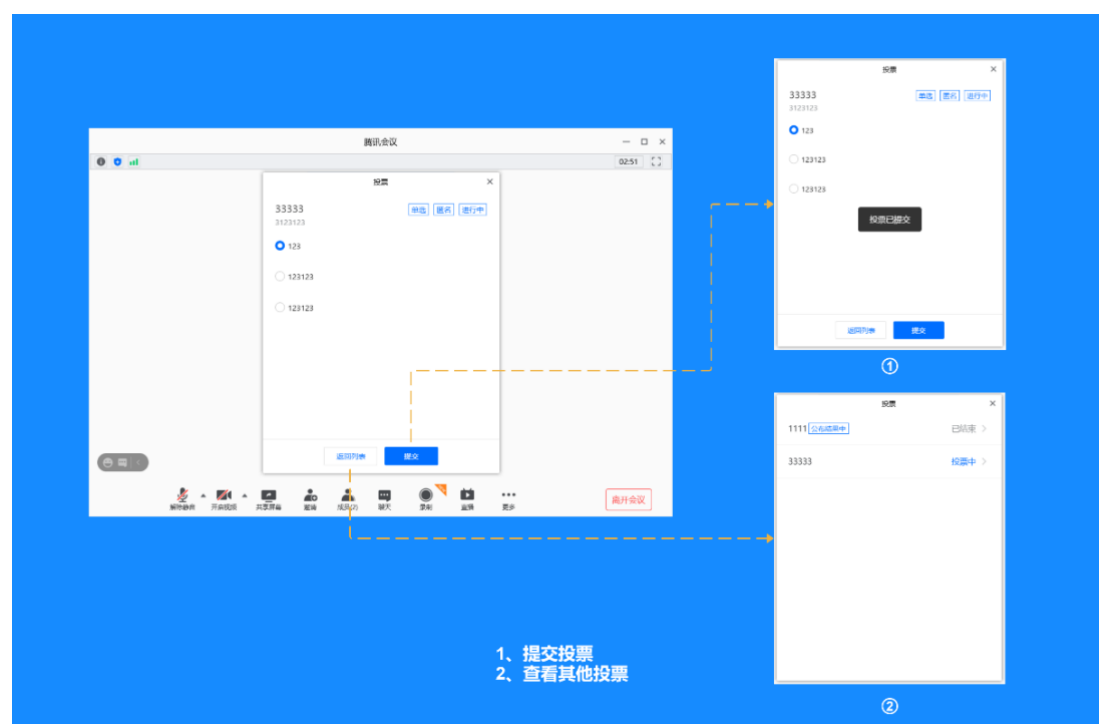 腾讯会议
02:51
投票
33333
单选 匿名 进行中
3123123
123
123123
123123
返回列表 提交
解除静音 开启视频 共享屏幕 邀请 成员(2) 聊天 录制 直播 更多
离开会议
投票
33333
单选 匿名 进行中
3123123
123
123123
123123
投票已提交
返回列表 提交
①
投票
1111 公布结果中 已结束
33333 投票中
②
1、提交投票
2、查看其他投票